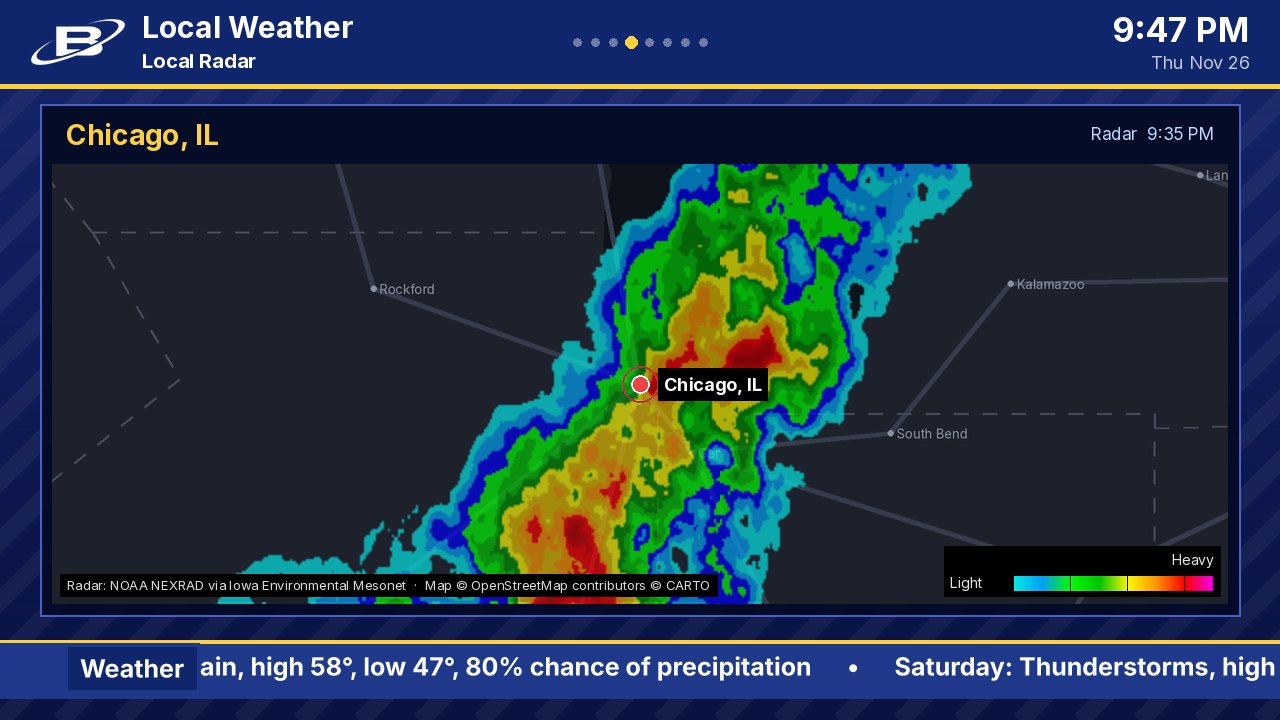 Local Weather
Local Radar
9:47 PM
Thu Nov 26
Chicago, IL
Radar 9:35 PM
Lan
Rockford
Kalamazoo
Chicago, IL
South Bend
Gar
Radar: NOAA NEXRAD via Iowa Environmental Mesonet · Map © OpenStreetMap contributors © CARTO
Heavy
Light
Weather
ain, high 58°, low 47°, 80% chance of precipitation • Saturday: Thunderstorms, high